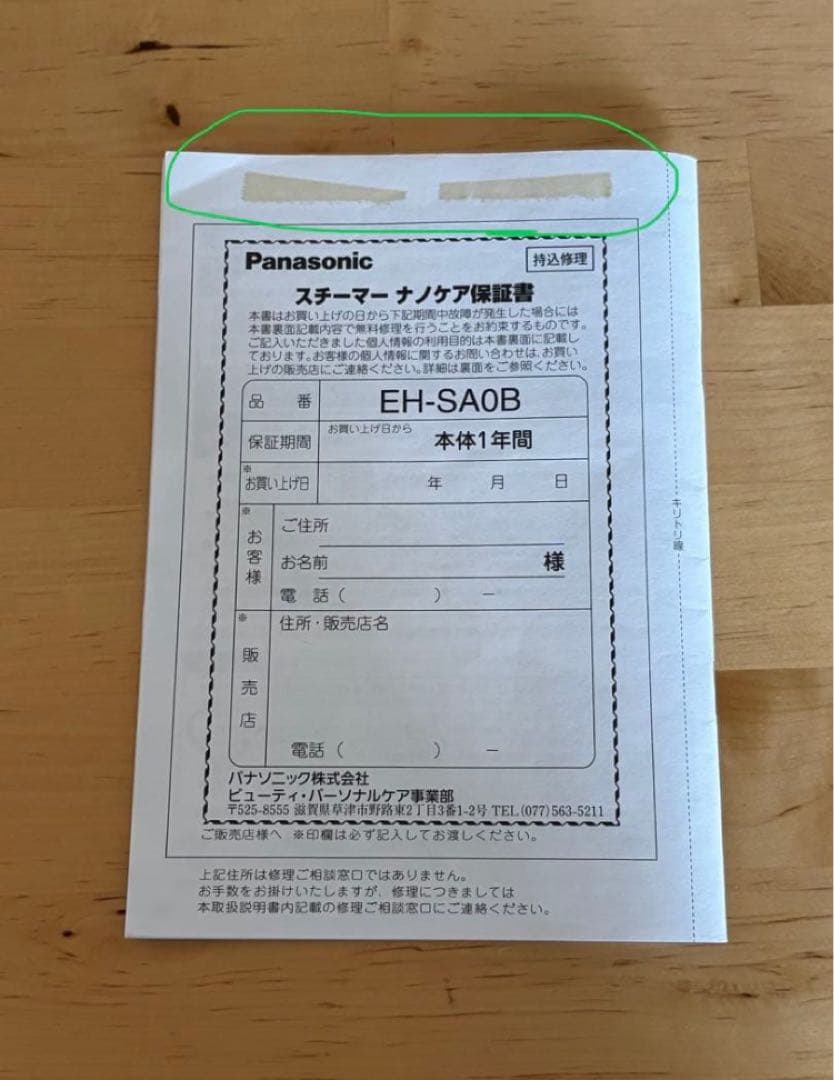 Panasonic
持込修理
スチーマー ナノケア保証書
本書はお買い上げの日から下記期間中故障が発生した場合には
本書裏面記載内容で無料修理を行うことをお約束するものです。
ご記入いただきました個人情報の利用目的は本書裏面に記載し
ております。お客様の個人情報に関するお問い合わせは、お買い
上げの販売店にご連絡ください。詳細は裏面をご参照ください。
品 番 EH-SA0B
保証期間 お買い上げ日から 本体1年間
※
お買い上げ日 年 月 日
※
お客様
ご住所
お名前 様
電 話 ( ) −
※
販売店
住所・販売店名
電話 ( ) −
キリトリ線
パナソニック株式会社
ビューティ・パーソナルケア事業部
〒525-8555 滋賀県草津市野路東2丁目3番1-2号 TEL(077)563-5211
ご販売店様へ ※印欄は必ず記入してお渡しください。
上記住所は修理ご相談窓口ではありません。
お手数をお掛けいたしますが、修理につきましては
本取扱説明書内記載の修理ご相談窓口にご連絡ください。